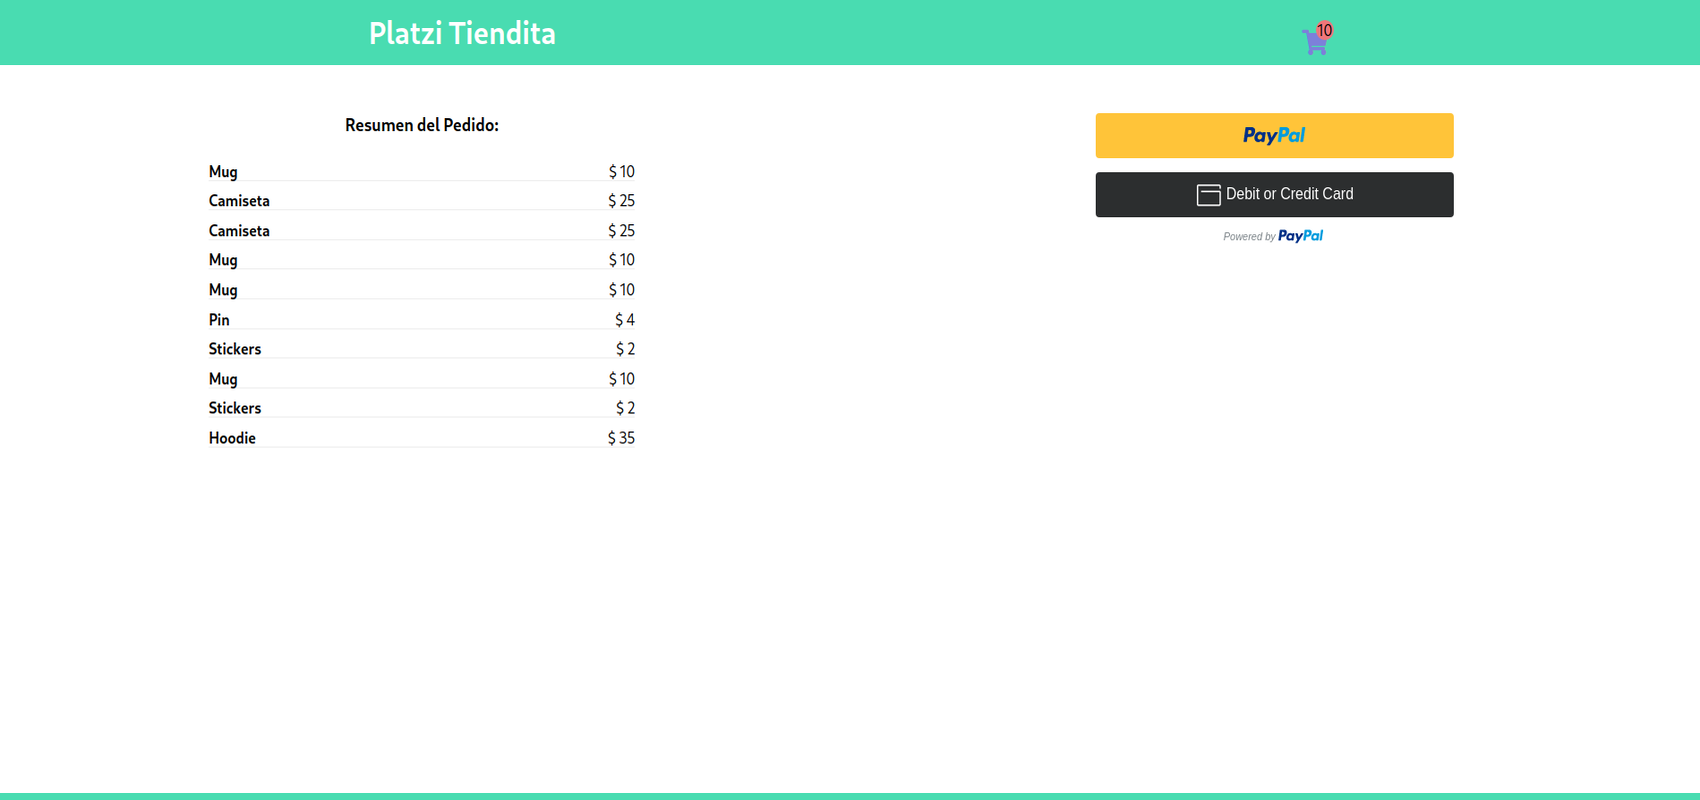 Platzi Tiendita
10
Resumen del Pedido:
Mug $ 10
Camiseta $ 25
Camiseta $ 25
Mug $ 10
Mug $ 10
Pin $ 4
Stickers $ 2
Mug $ 10
Stickers $ 2
Hoodie $ 35
PayPal
Debit or Credit Card
Powered by PayPal